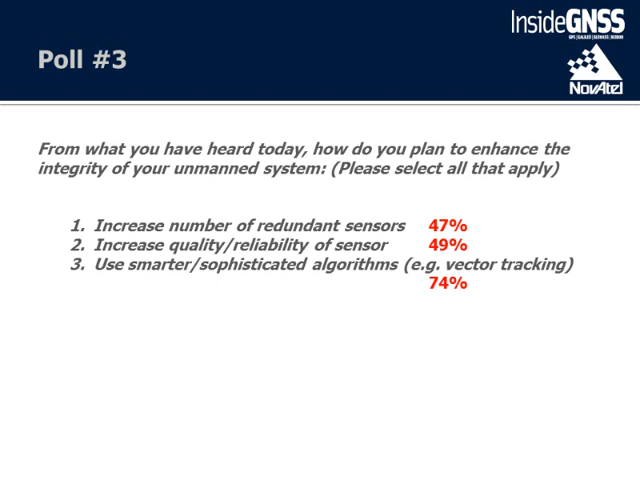 InsideGNSS
GPS | GALILEO | GLONASS | BEIDOU
Poll #3
NovAtel
From what you have heard today, how do you plan to enhance the
integrity of your unmanned system: (Please select all that apply)
1. Increase number of redundant sensors 47%
2. Increase quality/reliability of sensor 49%
3. Use smarter/sophisticated algorithms (e.g. vector tracking)
74%